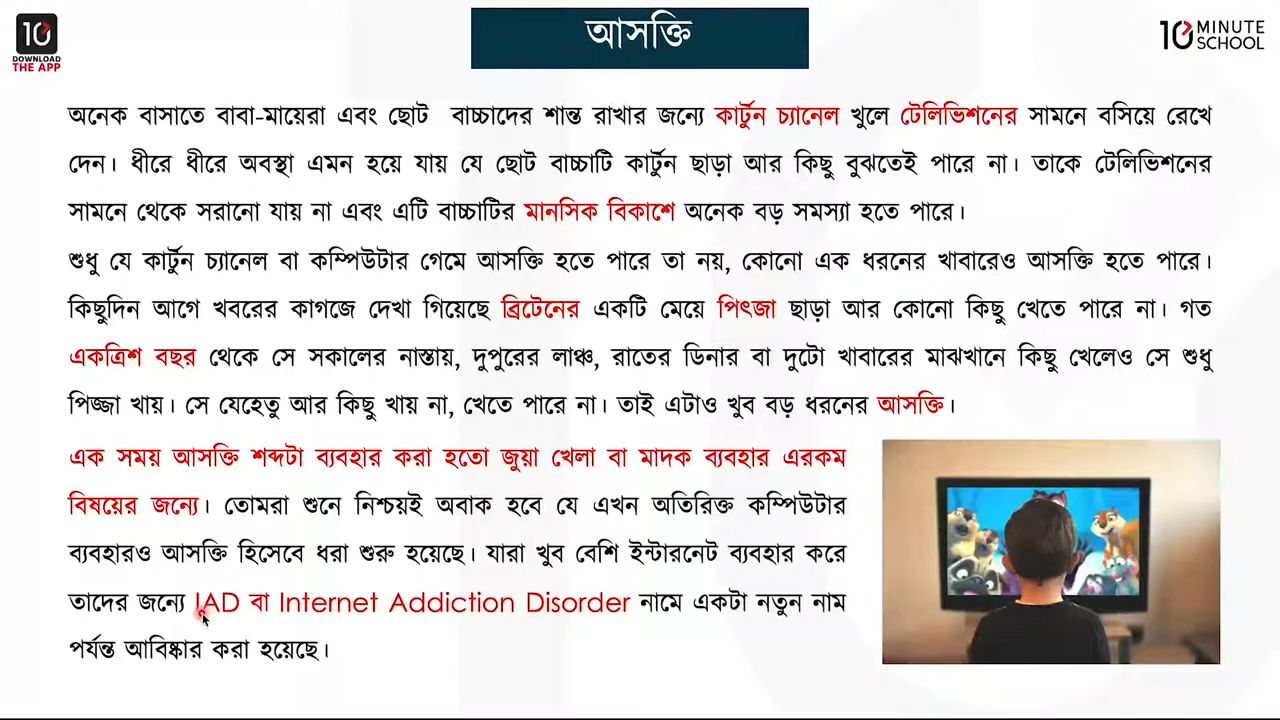 10
DOWNLOAD
THE APP
আসক্তি
10 MINUTE
SCHOOL
অনেক বাসাতে বাবা-মায়েরা এবং ছোট বাচ্চাদের শান্ত রাখার জন্যে কার্টুন চ্যানেল খুলে টেলিভিশনের সামনে বসিয়ে রেখে
দেন। ধীরে ধীরে অবস্থা এমন হয়ে যায় যে ছোট বাচ্চাটি কার্টুন ছাড়া আর কিছু বুঝতেই পারে না। তাকে টেলিভিশনের
সামনে থেকে সরানো যায় না এবং এটি বাচ্চাটির মানসিক বিকাশে অনেক বড় সমস্যা হতে পারে।
শুধু যে কার্টুন চ্যানেল বা কম্পিউটার গেমে আসক্তি হতে পারে তা নয়, কোনো এক ধরনের খাবারেও আসক্তি হতে পারে।
কিছুদিন আগে খবরের কাগজে দেখা গিয়েছে ব্রিটেনের একটি মেয়ে পিৎজা ছাড়া আর কোনো কিছু খেতে পারে না। গত
একত্রিশ বছর থেকে সে সকালের নাস্তায়, দুপুরের লাঞ্চ, রাতের ডিনার বা দুটো খাবারের মাঝখানে কিছু খেলেও সে শুধু
পিজ্জা খায়। সে যেহেতু আর কিছু খায় না, খেতে পারে না। তাই এটাও খুব বড় ধরনের আসক্তি।
এক সময় আসক্তি শব্দটা ব্যবহার করা হতো জুয়া খেলা বা মাদক ব্যবহার এরকম
বিষয়ের জন্যে। তোমরা শুনে নিশ্চয়ই অবাক হবে যে এখন অতিরিক্ত কম্পিউটার
ব্যবহারও আসক্তি হিসেবে ধরা শুরু হয়েছে। যারা খুব বেশি ইন্টারনেট ব্যবহার করে
তাদের জন্যে IAD বা Internet Addiction Disorder নামে একটা নতুন নাম
পর্যন্ত আবিষ্কার করা হয়েছে।